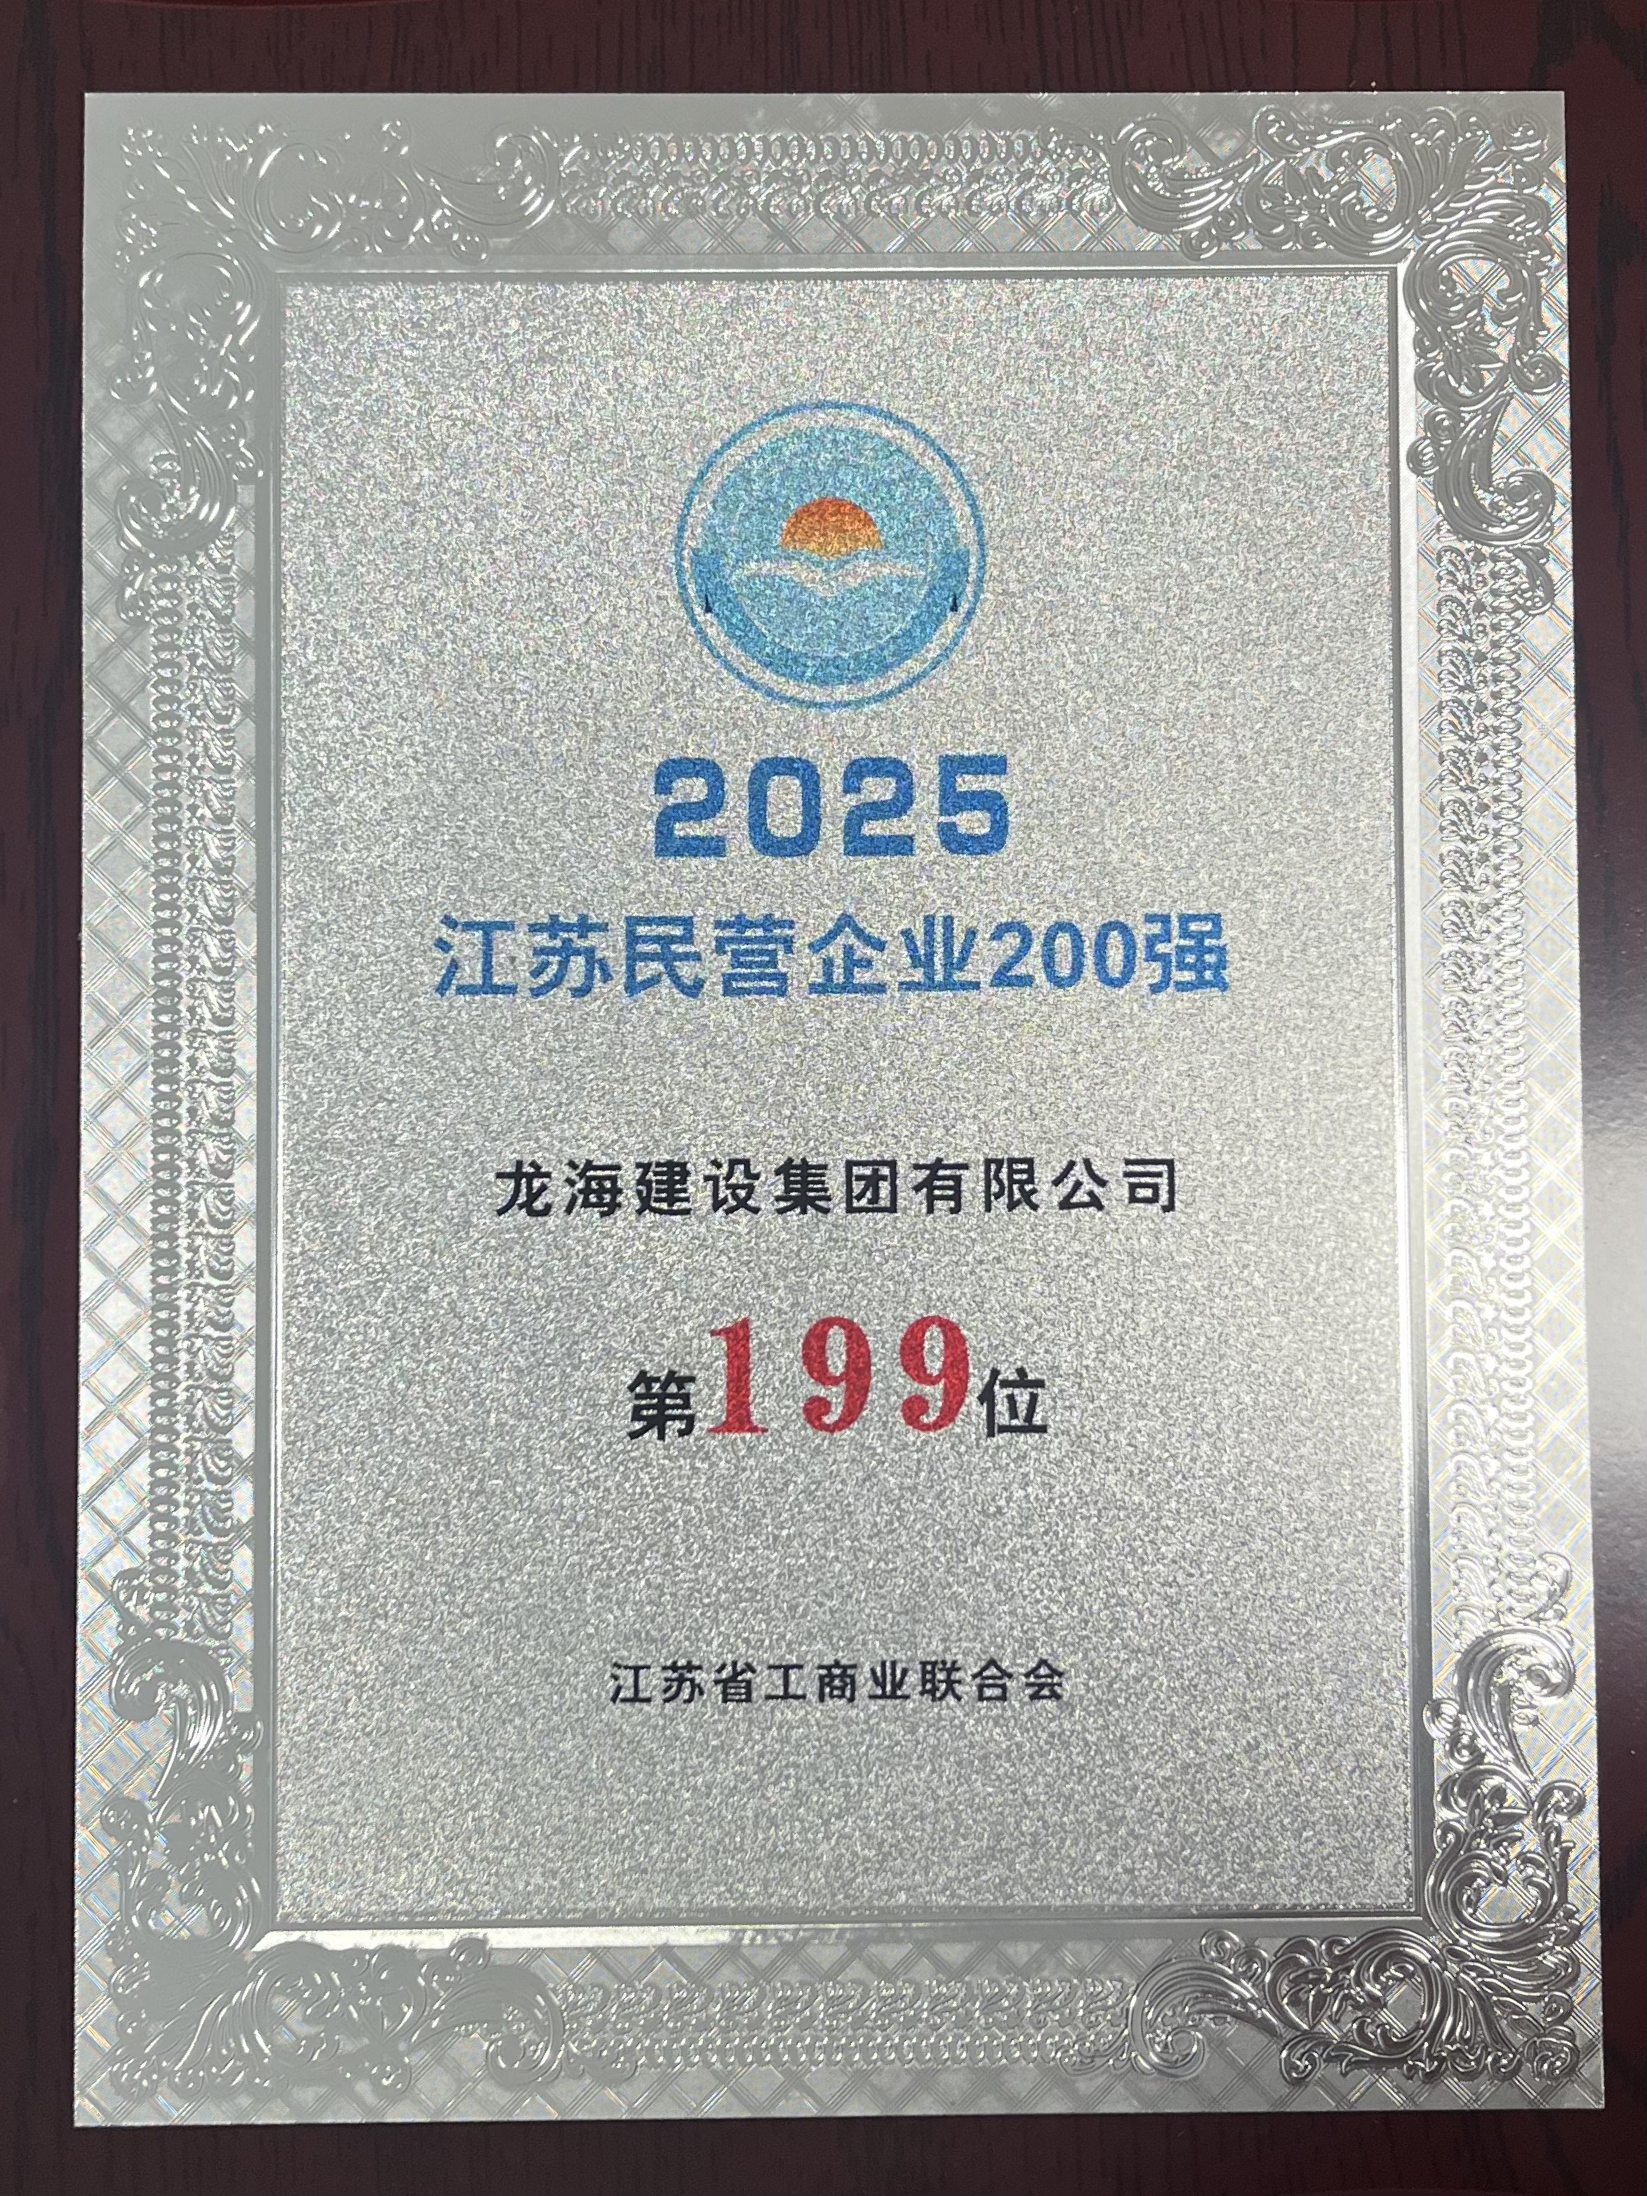 2025
江苏民营企业200强
龙海建设集团有限公司
第199位
江苏省工商业联合会